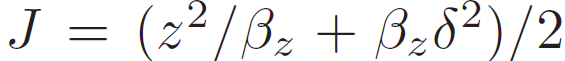 J = (z²/β_z + β_zδ²)/2